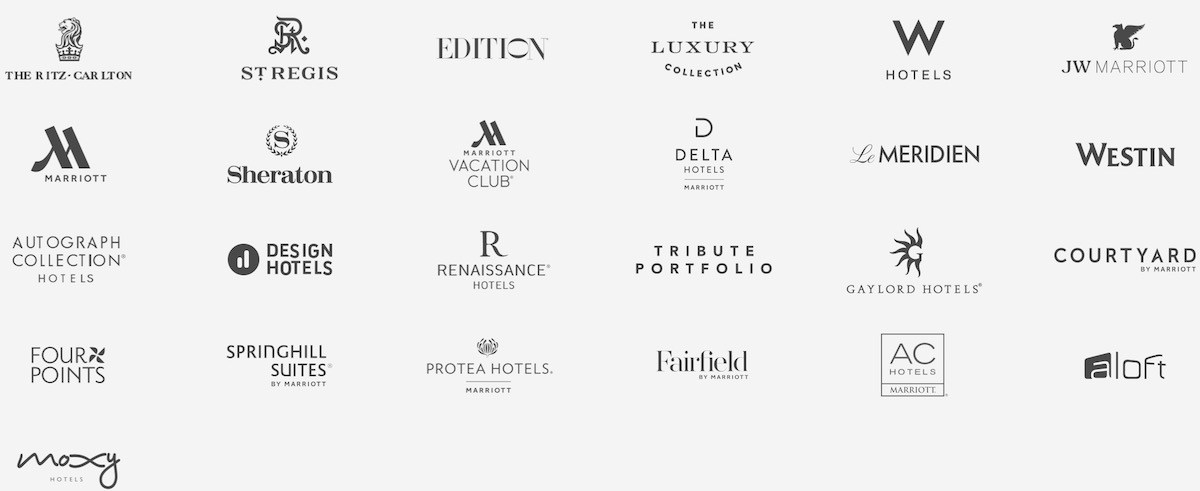 THE RITZ·CARLTON
ST. REGIS
EDITION
THE
LUXURY
COLLECTION
W
HOTELS
JW MARRIOTT
MARRIOTT
S
Sheraton
MARRIOTT
VACATION
CLUB®
D
DELTA
HOTELS
MARRIOTT
Le MERIDIEN
WESTIN
AUTOGRAPH
COLLECTION®
HOTELS
DESIGN
HOTELS
R
RENAISSANCE®
HOTELS
TRIBUTE
PORTFOLIO
G
GAYLORD HOTELS®
COURTYARD
BY MARRIOTT
FOUR
POINTS
SPRINGHILL
SUITES®
BY MARRIOTT
PROTEA HOTELS®
MARRIOTT
Fairfield
BY MARRIOTT
AC
HOTELS
MARRIOTT®
aloft
moxy
HOTELS